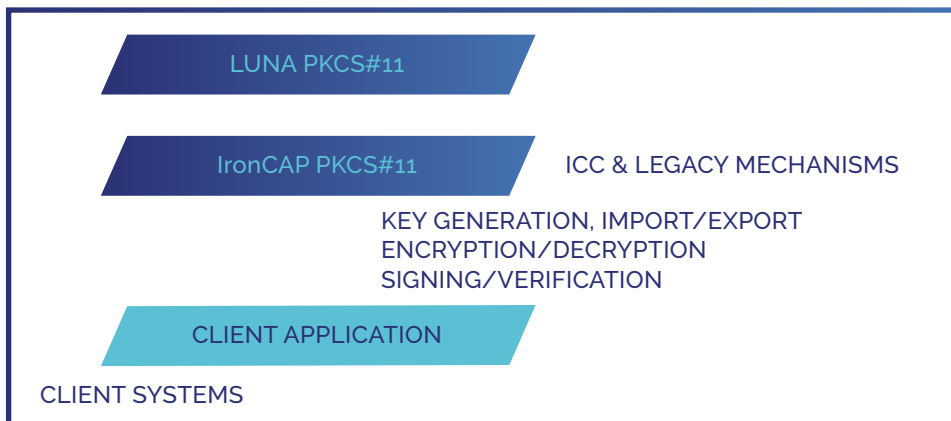 LUNA PKCS#11
IronCAP PKCS#11
ICC & LEGACY MECHANISMS
KEY GENERATION, IMPORT/EXPORT
ENCRYPTION/DECRYPTION
SIGNING/VERIFICATION
CLIENT APPLICATION
CLIENT SYSTEMS